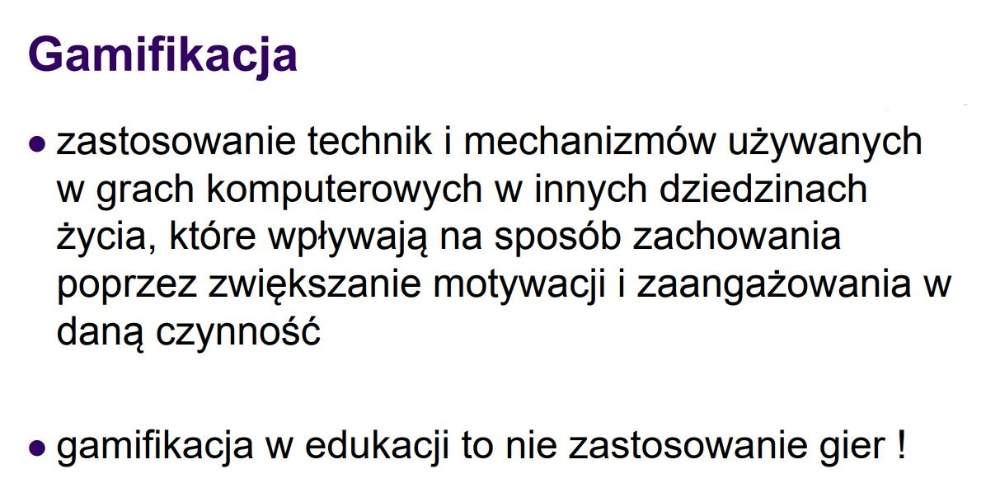 Gamifikacja
● zastosowanie technik i mechanizmów używanych
w grach komputerowych w innych dziedzinach
życia, które wpływają na sposób zachowania
poprzez zwiększanie motywacji i zaangażowania w
daną czynność
● gamifikacja w edukacji to nie zastosowanie gier !